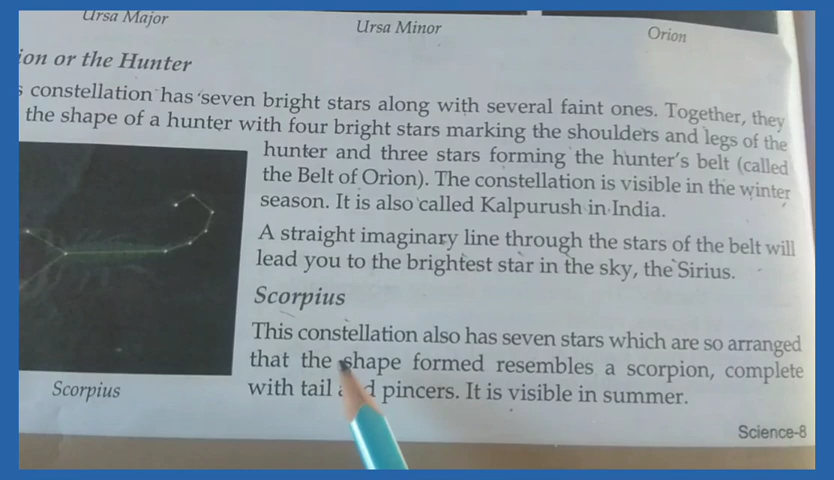 Ursa Major
Ursa Minor
Orion
ion or the Hunter
constellation has seven bright stars along with several faint ones. Together, they
the shape of a hunter with four bright stars marking the shoulders and legs of the
hunter and three stars forming the hunter's belt (called
the Belt of Orion). The constellation is visible in the winter
season. It is also called Kalpurush in India.
A straight imaginary line through the stars of the belt will
lead you to the brightest star in the sky, the Sirius.
Scorpius
This constellation also has seven stars which are so arranged
that the shape formed resembles a scorpion, complete
with tail pincers. It is visible in summer.
Scorpius
Science-8